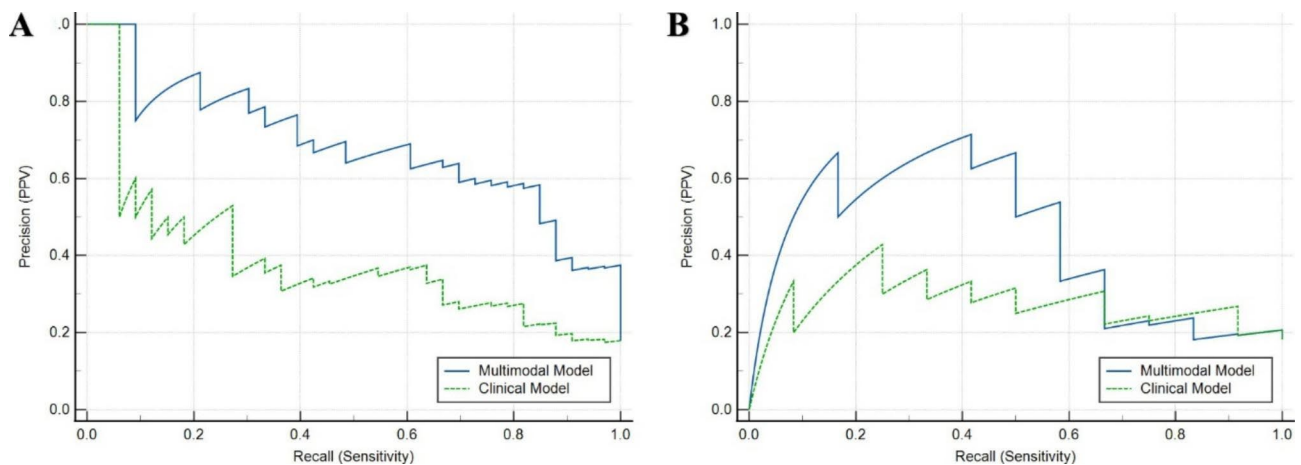 A
.0
0.8
0.6
0.4
0.2
0.0
Precision (PPV)
0.0 0.2 0.4 0.6 0.8 1.0
Recall (Sensitivity)
Multimodal Model
Clinical Model
B
1.0
0.8
0.6
0.4
0.2
0.0
Precision (PPV)
0.0 0.2 0.4 0.6 0.8 1.0
Recall (Sensitivity)
Multimodal Model
Clinical Model